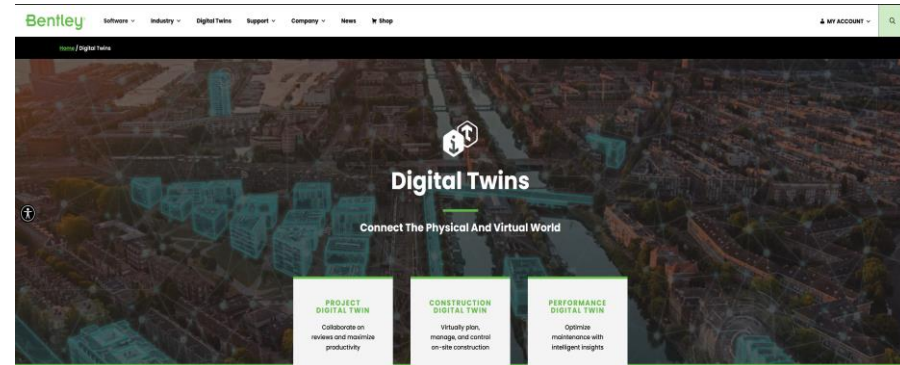 Bentley
Software Industry Digital Twins Support Company News Shop MY ACCOUNT
Home / Digital Twins
iT
Digital Twins
Connect The Physical And Virtual World
PROJECT
DIGITAL TWIN
Collaborate on
reviews and maximize
productivity
CONSTRUCTION
DIGITAL TWIN
Virtually plan,
manage, and control
on-site construction
PERFORMANCE
DIGITAL TWIN
Optimize
maintenance with
intelligent insights